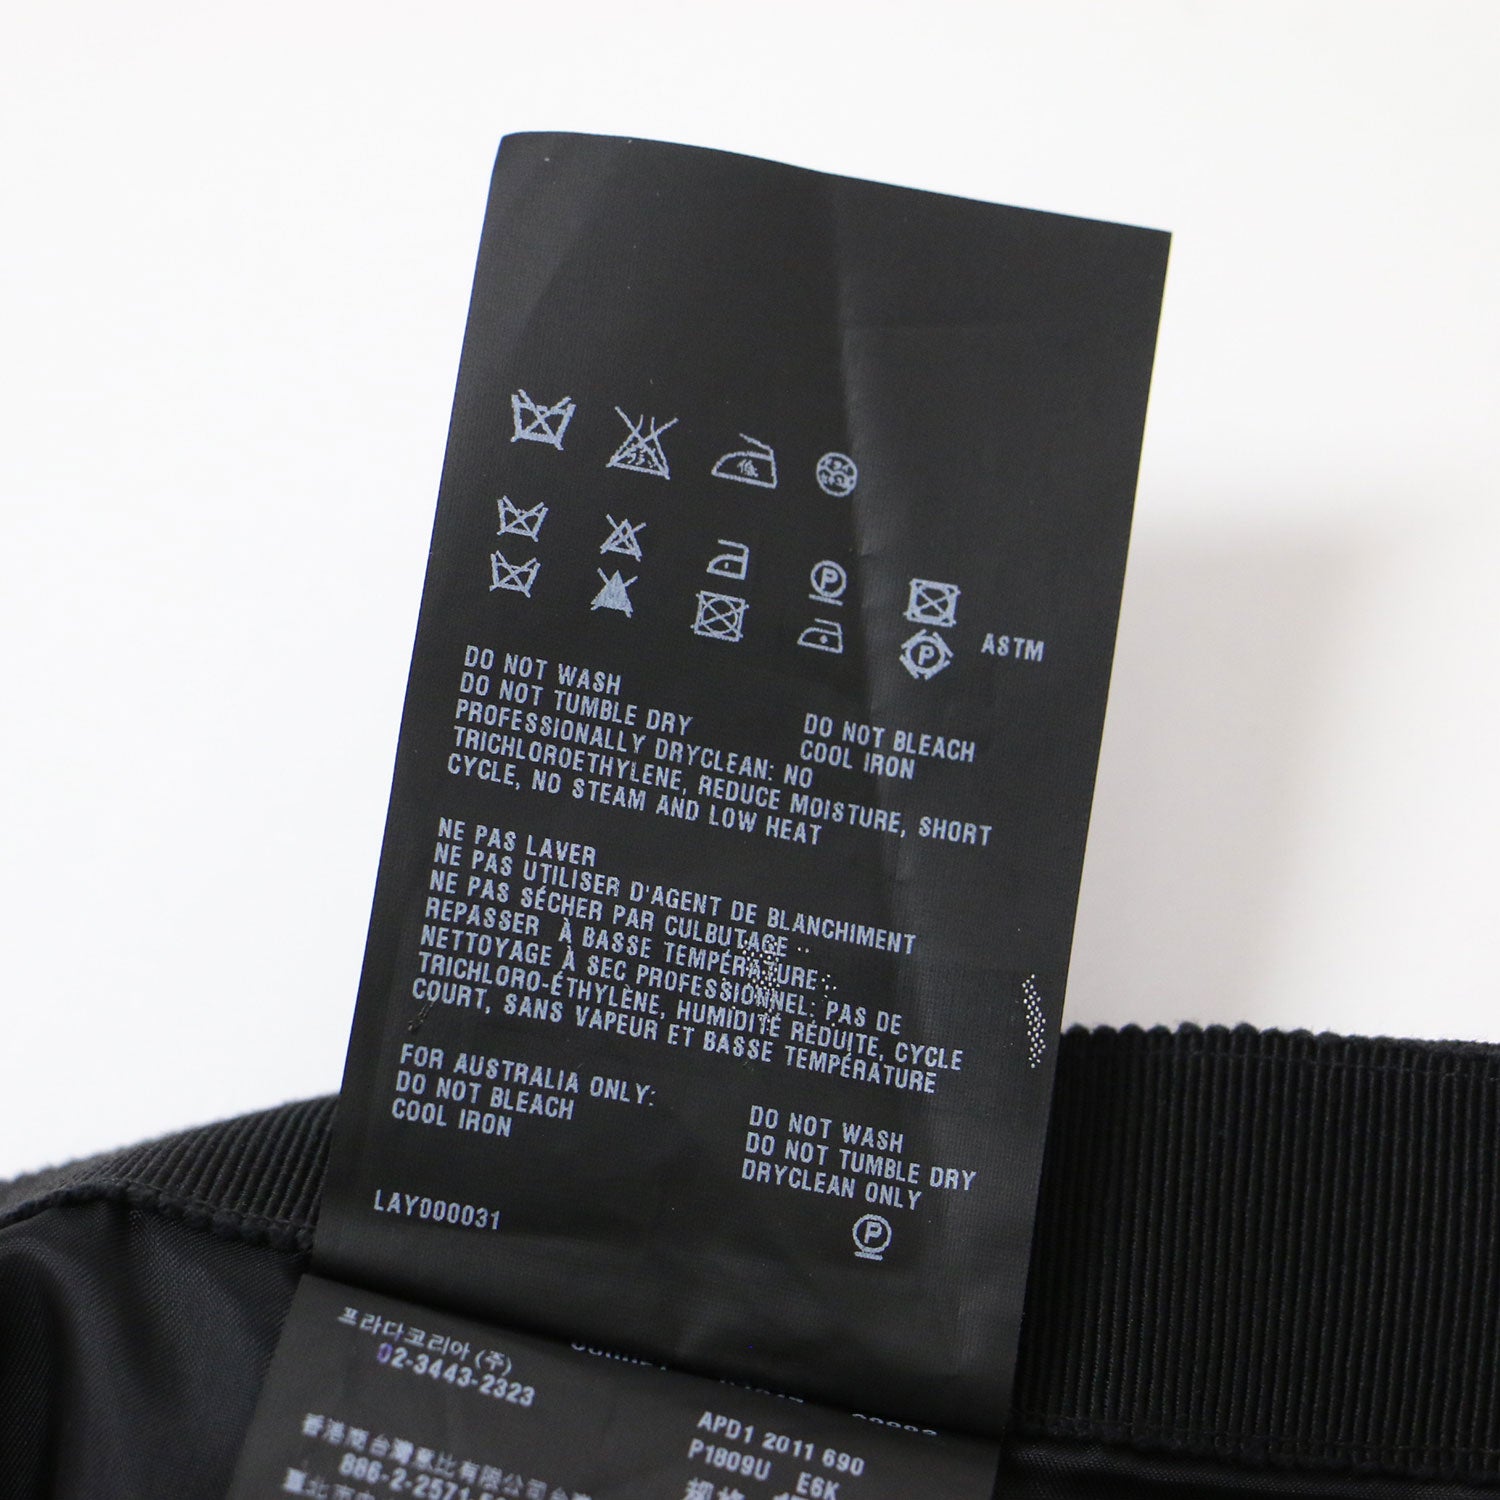 ASTM
DO NOT WASH
DO NOT TUMBLE DRY DO NOT BLEACH
PROFESSIONALLY DRYCLEAN: NO COOL IRON
TRICHLOROETHYLENE, REDUCE MOISTURE, SHORT
CYCLE, NO STEAM AND LOW HEAT
NE PAS LAVER
NE PAS UTILISER D'AGENT DE BLANCHIMENT
NE PAS SÉCHER PAR CULBUTAGE
REPASSER À BASSE TEMPÉRATURE
NETTOYAGE À SEC PROFESSIONNEL: PAS DE
TRICHLORO-ÉTHYLÈNE, HUMIDITÉ RÉDUITE, CYCLE
COURT, SANS VAPEUR ET BASSE TEMPÉRATURE
FOR AUSTRALIA ONLY:
DO NOT BLEACH DO NOT WASH
COOL IRON DO NOT TUMBLE DRY
DRYCLEAN ONLY
LAY000031
P
프라다코리아 (주)
02-3443-2323
APD1 2011 690
P1809U E6K